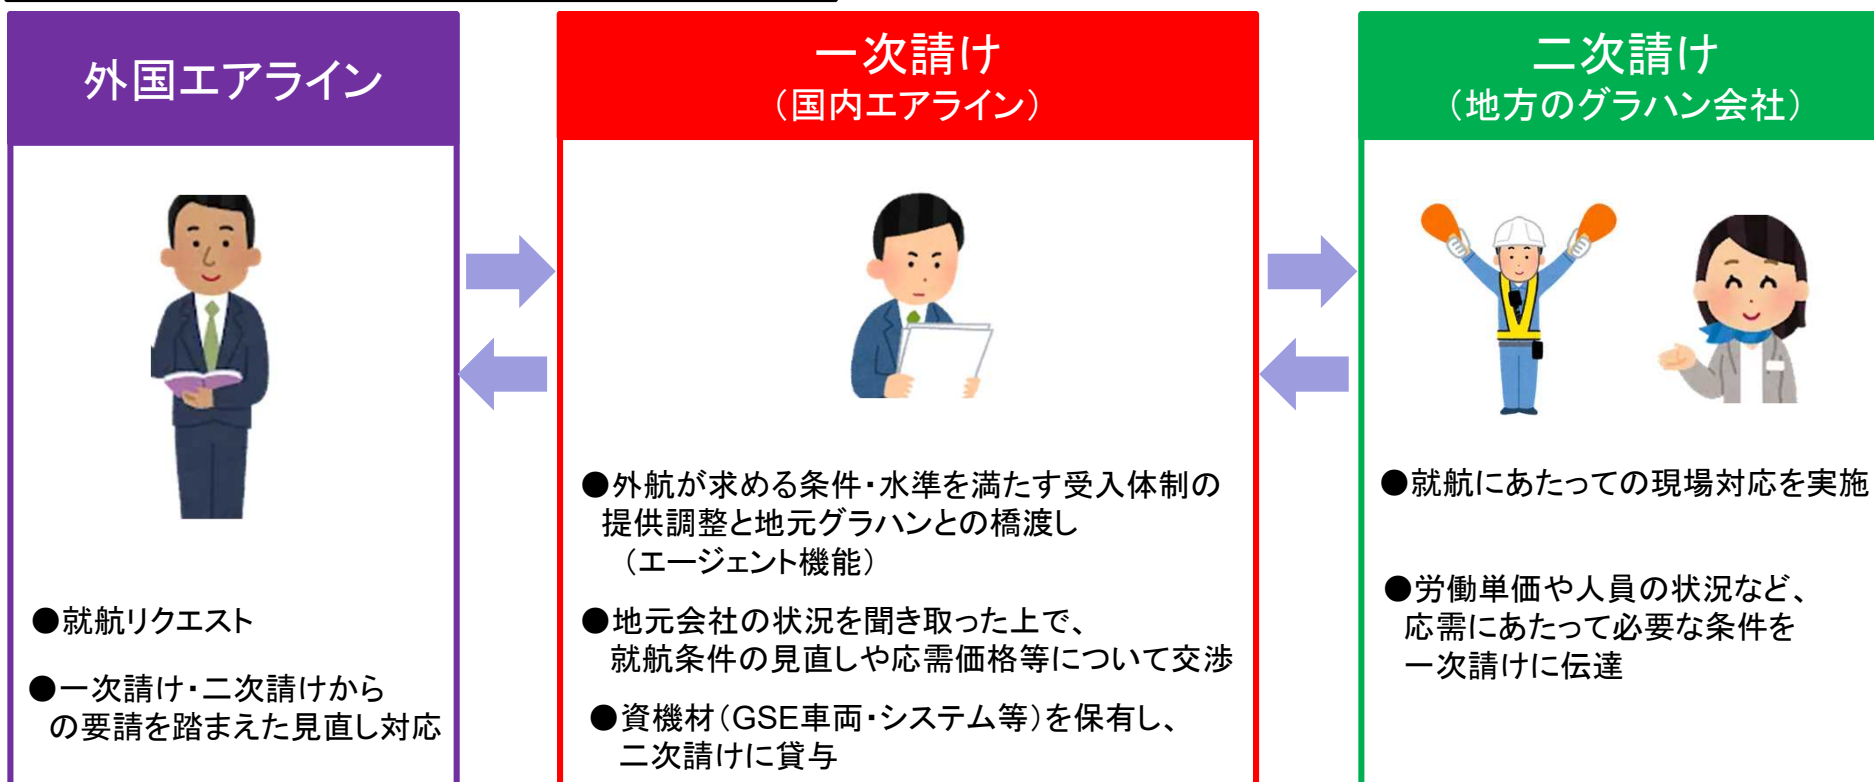 外国エアライン
●就航リクエスト
●一次請け・二次請けから
の要請を踏まえた見直し対応
一次請け
（国内エアライン）
●外航が求める条件・水準を満たす受入体制の
提供調整と地元グラハンとの橋渡し
（エージェント機能）
●地元会社の状況を聞き取った上で、
就航条件の見直しや応需価格等について交渉
●資機材（GSE車両・システム等）を保有し、
二次請けに貸与
二次請け
（地方のグラハン会社）
●就航にあたっての現場対応を実施
●労働単価や人員の状況など、
応需にあたって必要な条件を
一次請けに伝達